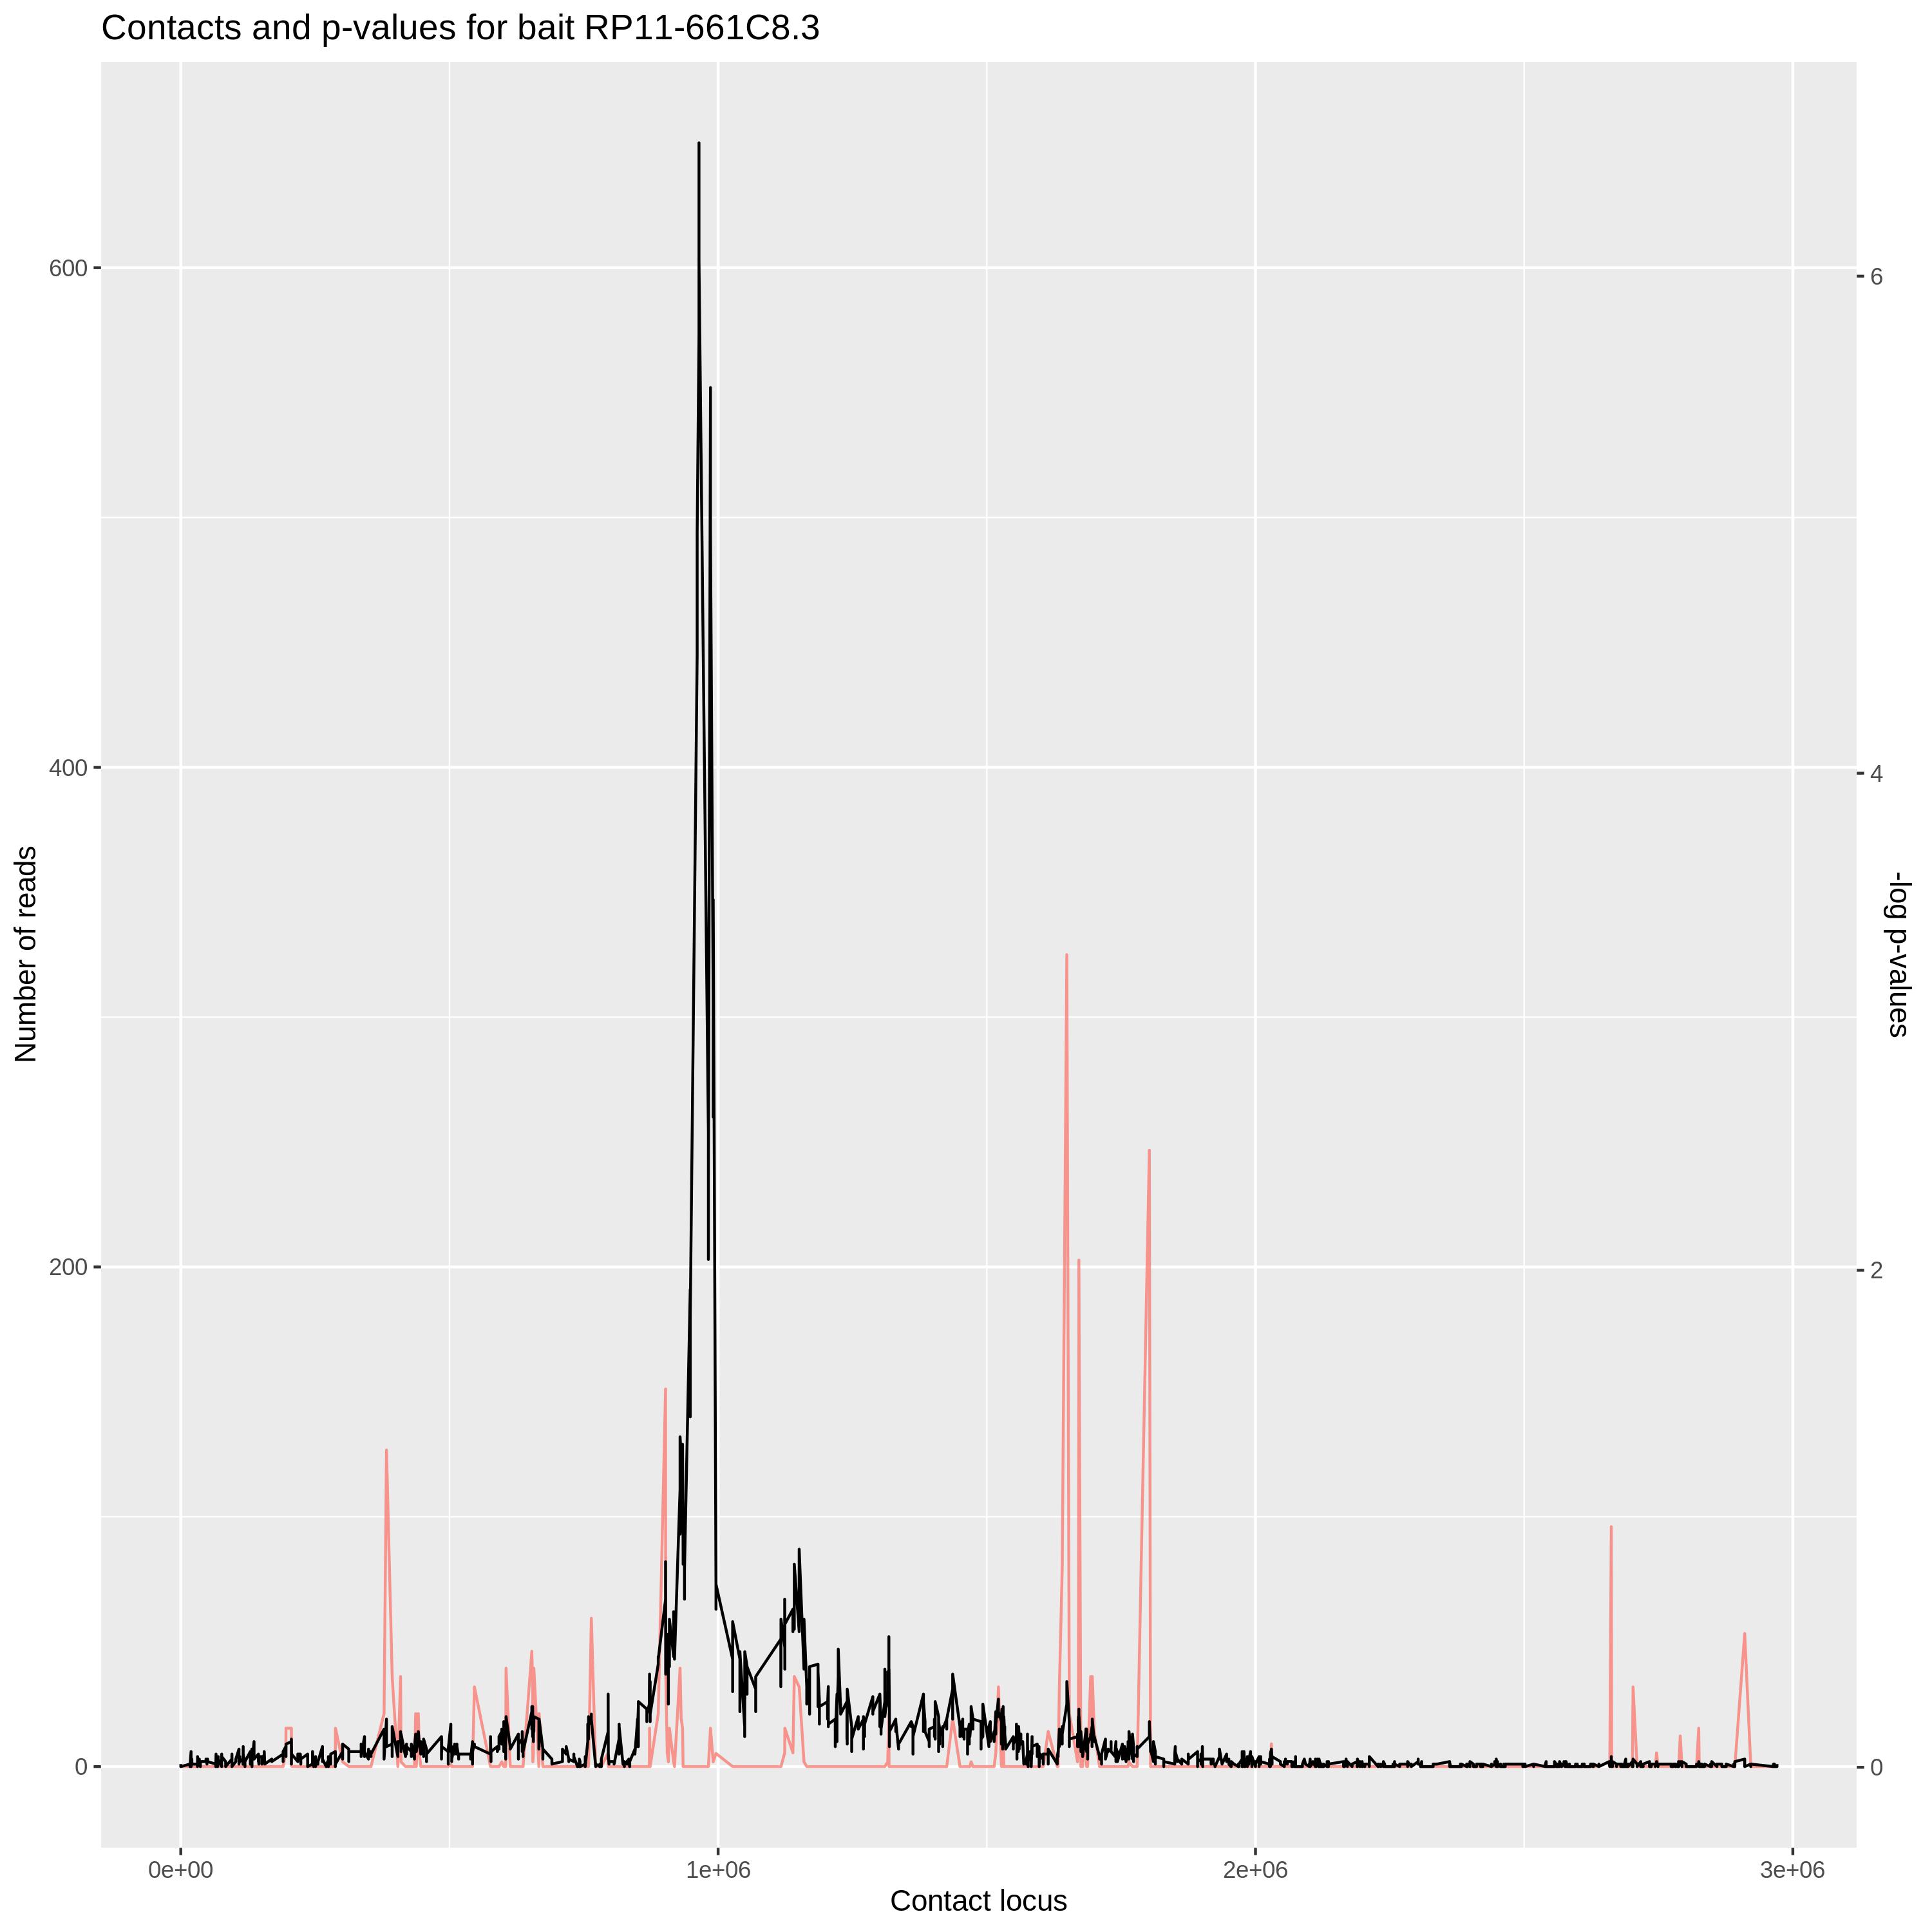 Contacts and p-values for bait RP11-661C8.3
600
400
200
0
Number of reads
6
4
2
0
-log p-values
0e+00
1e+06
2e+06
3e+06
Contact locus